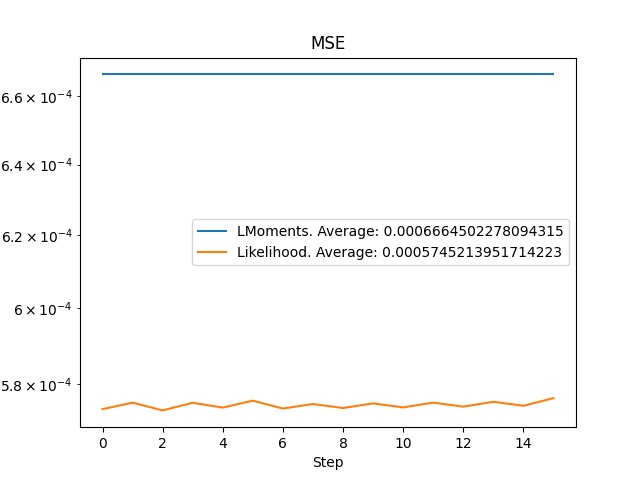 MSE
6.6 × 10⁻⁴
6.4 × 10⁻⁴
6.2 × 10⁻⁴
6 × 10⁻⁴
5.8 × 10⁻⁴
LMoments. Average: 0.0006664502278094315
Likelihood. Average: 0.0005745213951714223
0 2 4 6 8 10 12 14
Step